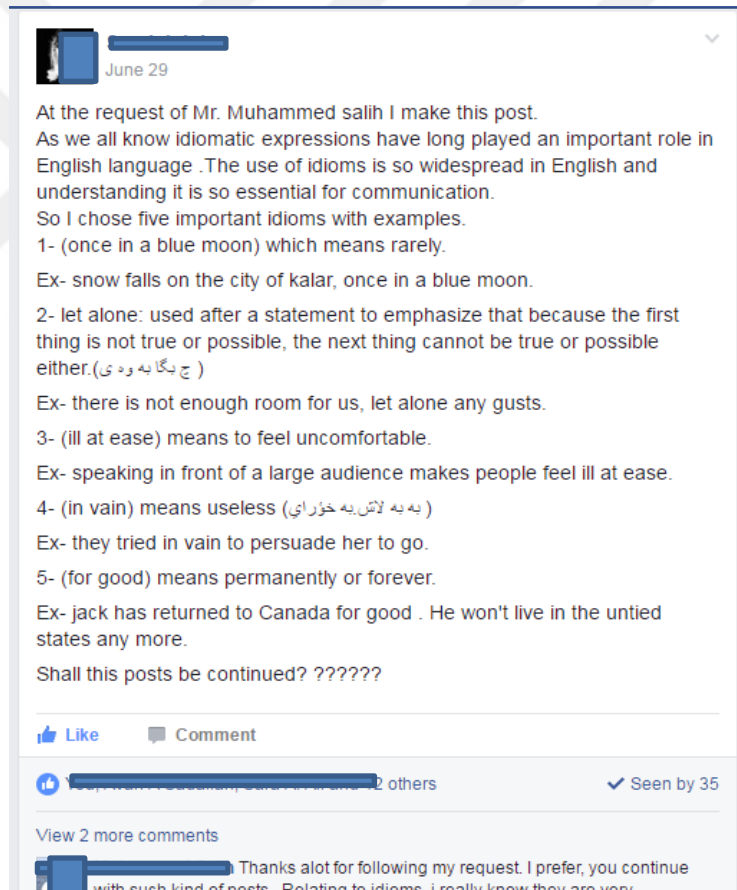 June 29
At the request of Mr. Muhammed salih I make this post.
As we all know idiomatic expressions have long played an important role in
English language .The use of idioms is so widespread in English and
understanding it is so essential for communication.
So I chose five important idioms with examples.
1- (once in a blue moon) which means rarely.
Ex- snow falls on the city of kalar, once in a blue moon.
2- let alone: used after a statement to emphasize that because the first
thing is not true or possible, the next thing cannot be true or possible
either.(چ بگا به وه ی )
Ex- there is not enough room for us, let alone any gusts.
3- (ill at ease) means to feel uncomfortable.
Ex- speaking in front of a large audience makes people feel ill at ease.
4- (in vain) means useless (به به لاش.به خۆراي )
Ex- they tried in vain to persuade her to go.
5- (for good) means permanently or forever.
Ex- jack has returned to Canada for good . He won't live in the untied
states any more.
Shall this posts be continued? ??????
Like Comment
2 others Seen by 35
View 2 more comments
Thanks alot for following my request. I prefer, you continue
with such kind of posts . Relating to idioms, i really know they are very